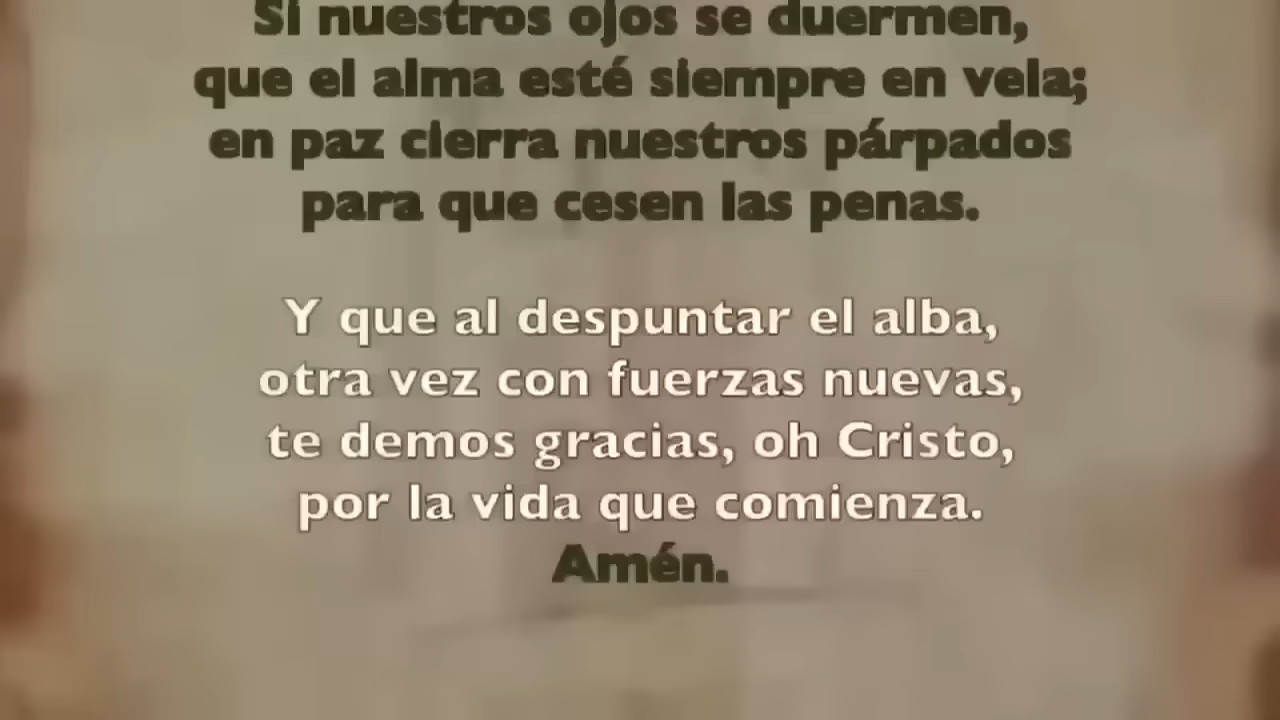 Si nuestros ojos se duermen,
que el alma esté siempre en vela;
en paz cierra nuestros párpados
para que cesen las penas.
Y que al despuntar el alba,
otra vez con fuerzas nuevas,
te demos gracias, oh Cristo,
por la vida que comienza.
Amén.